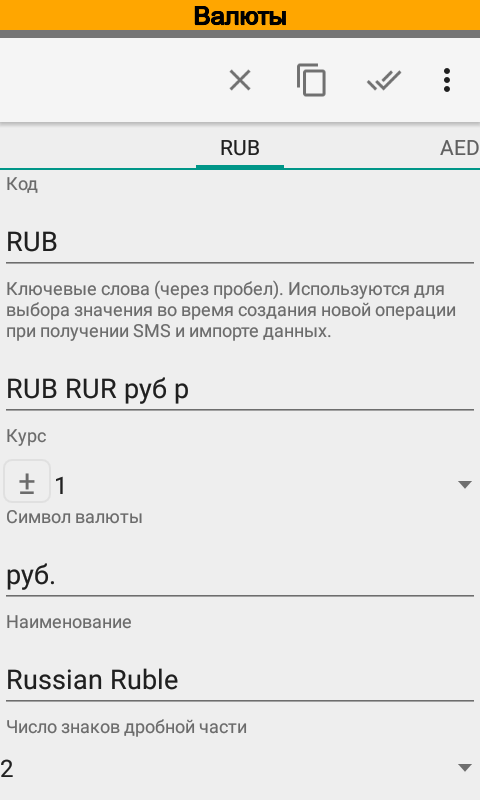 Валюты
RUB
AED
Код
RUB
Ключевые слова (через пробел). Используются для
выбора значения во время создания новой операции
при получении SMS и импорте данных.
RUB RUR руб р
Курс
± 1
Символ валюты
руб.
Наименование
Russian Ruble
Число знаков дробной части
2